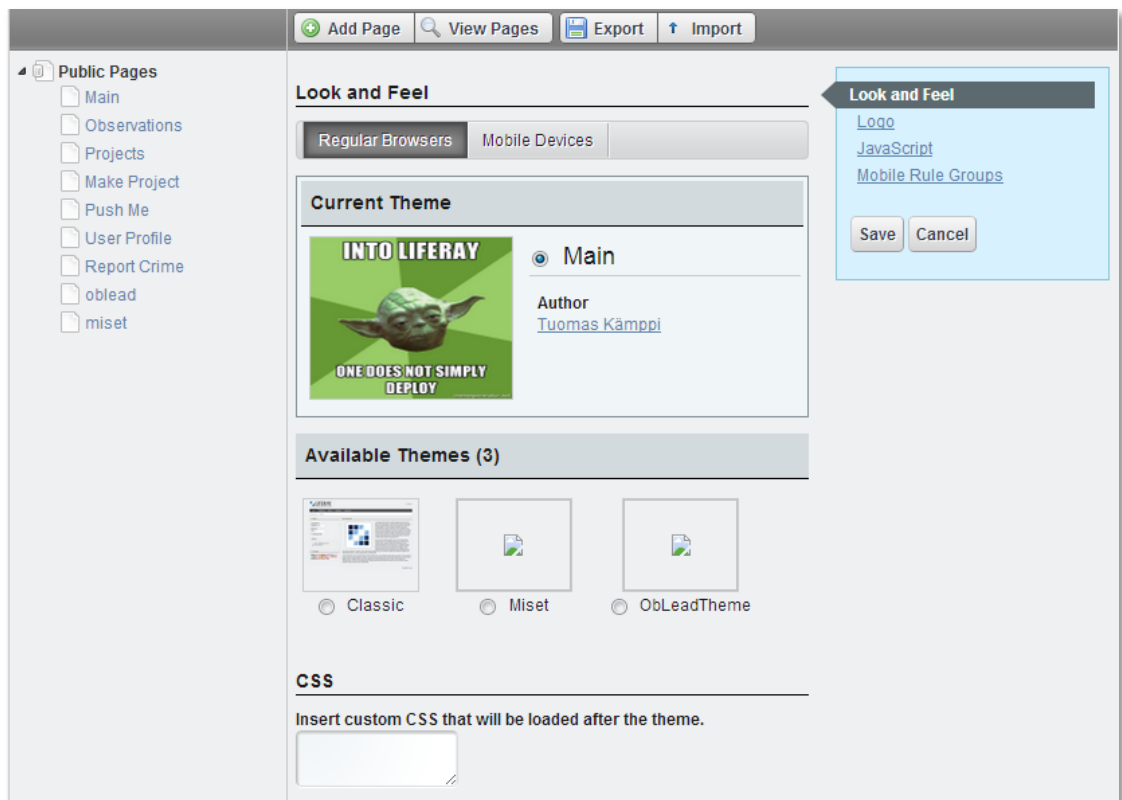 Add Page
View Pages
Export
Import
Public Pages
Main
Observations
Projects
Make Project
Push Me
User Profile
Report Crime
oblead
miset
Look and Feel
Regular Browsers
Mobile Devices
Current Theme
INTO LIFERAY
ONE DOES NOT SIMPLY
DEPLOY
Main
Author
Tuomas Kämppi
Available Themes (3)
Classic
Miset
ObLeadTheme
CSS
Insert custom CSS that will be loaded after the theme.
Look and Feel
Logo
JavaScript
Mobile Rule Groups
Save
Cancel